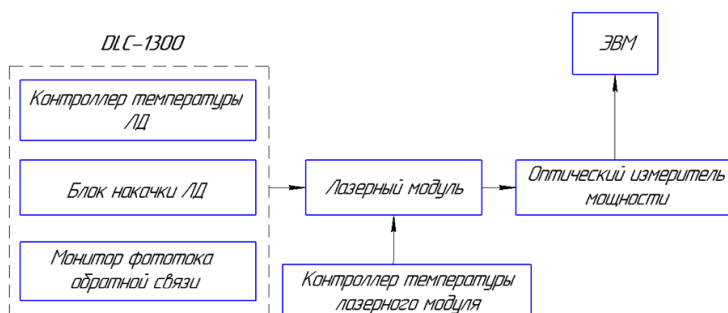 DLC-1300
ЭВМ
Контроллер температуры
ЛД
Блок накачки ЛД
Лазерный модуль
Оптический измеритель
мощности
Монитор фототока
обратной связи
Контроллер температуры
лазерного модуля